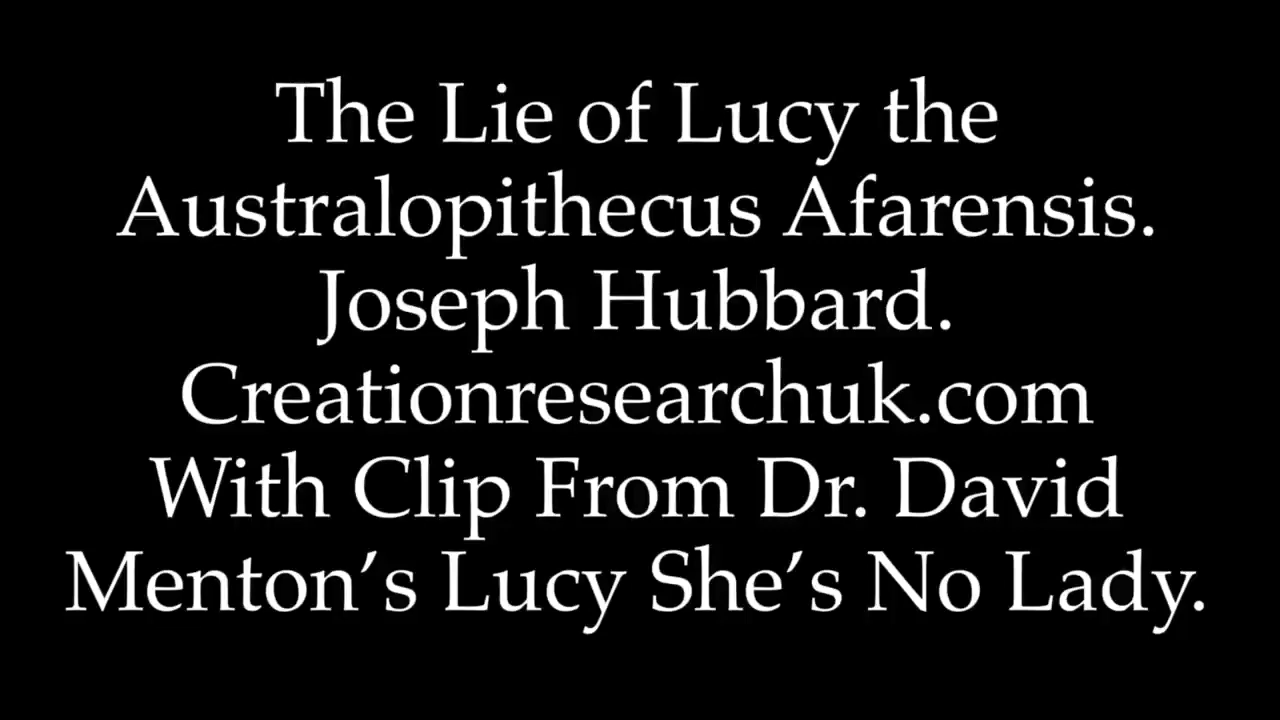 The Lie of Lucy the
Australopithecus Afarensis.
Joseph Hubbard.
Creationresearchuk.com
With Clip From Dr. David
Menton’s Lucy She’s No Lady.